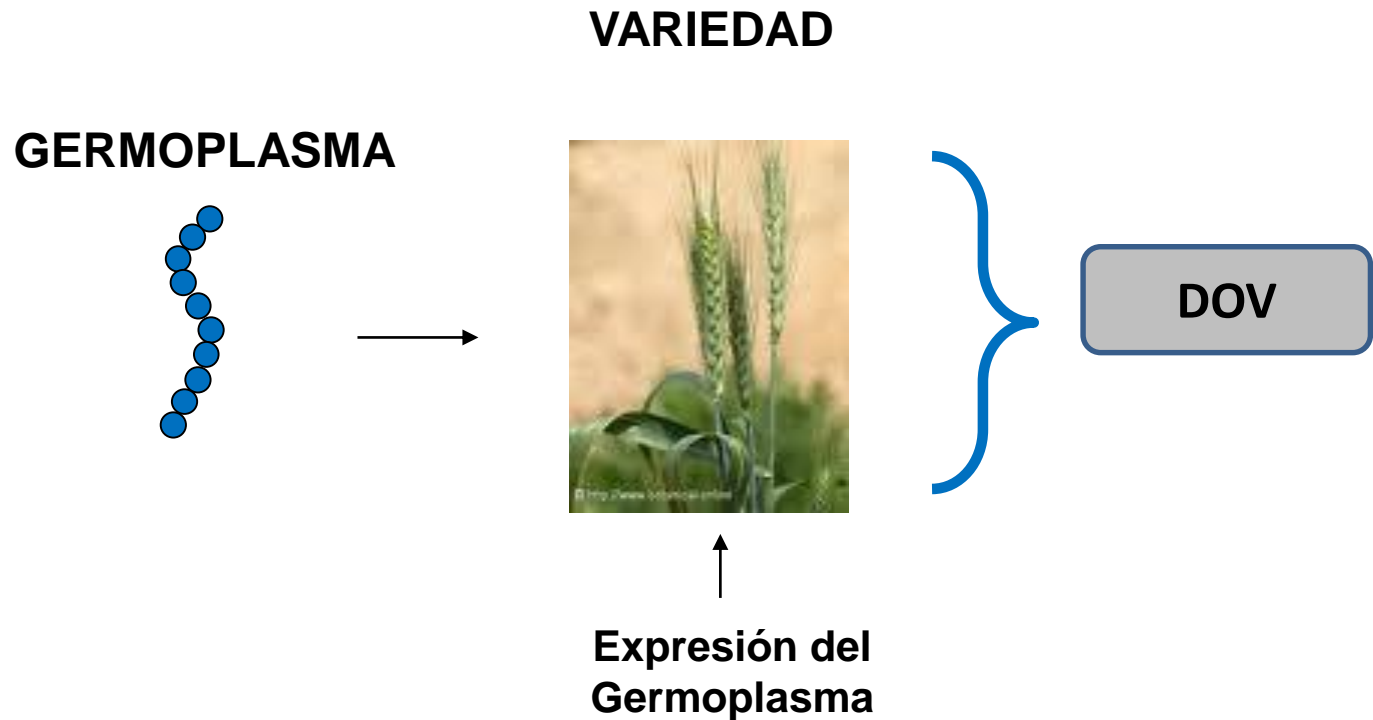 VARIEDAD
GERMOPLASMA
DOV
Expresión del
Germoplasma